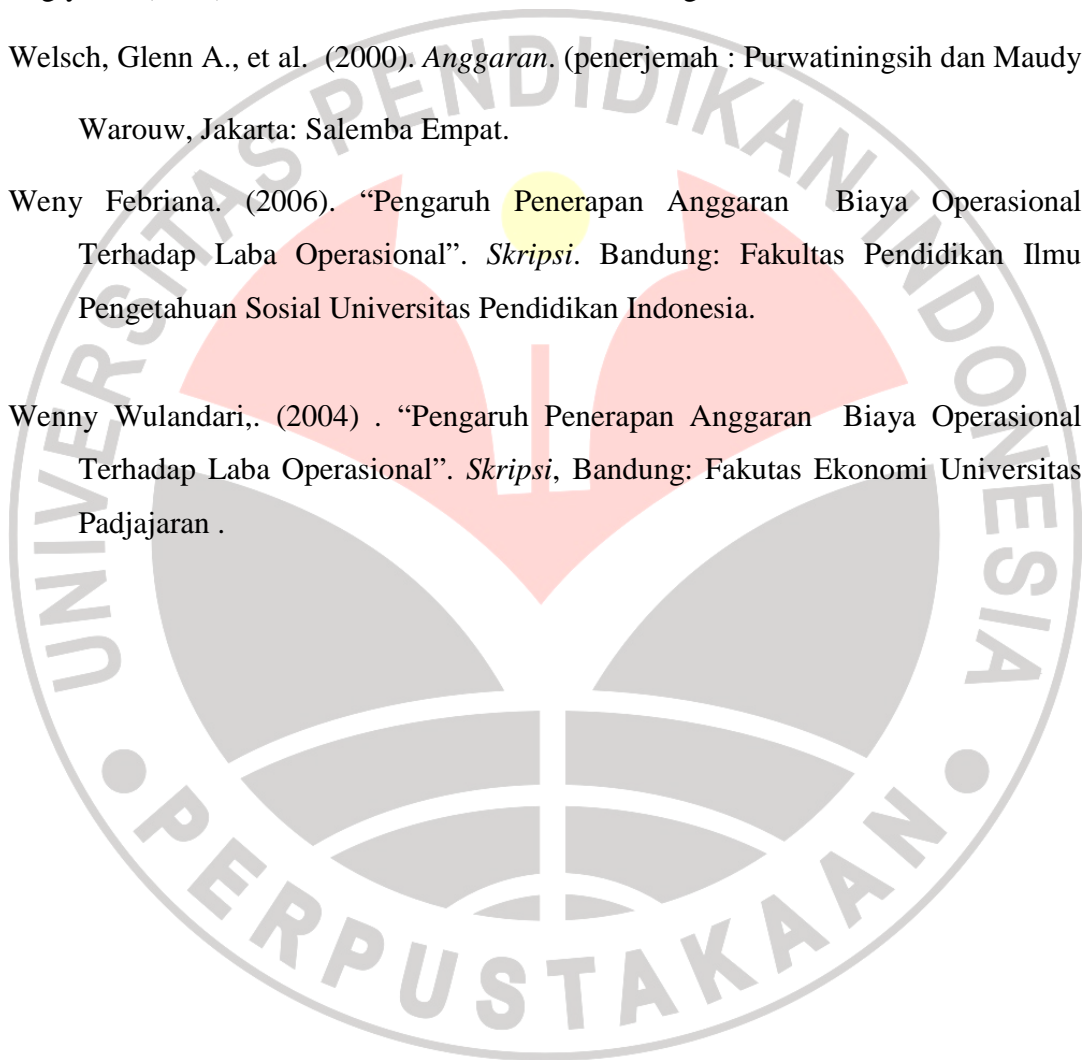 Welsch, Glenn A., et al. (2000). Anggaran. (penerjemah : Purwatiningsih dan Maudy
Warouw, Jakarta: Salemba Empat.
Weny Febriana. (2006). “Pengaruh Penerapan Anggaran Biaya Operasional
Terhadap Laba Operasional”. Skripsi. Bandung: Fakultas Pendidikan Ilmu
Pengetahuan Sosial Universitas Pendidikan Indonesia.
Wenny Wulandari,. (2004) . “Pengaruh Penerapan Anggaran Biaya Operasional
Terhadap Laba Operasional”. Skripsi, Bandung: Fakutas Ekonomi Universitas
Padjajaran .
UNIVERSITAS PENDIDIKAN INDONESIA
PERPUSTAKAAN